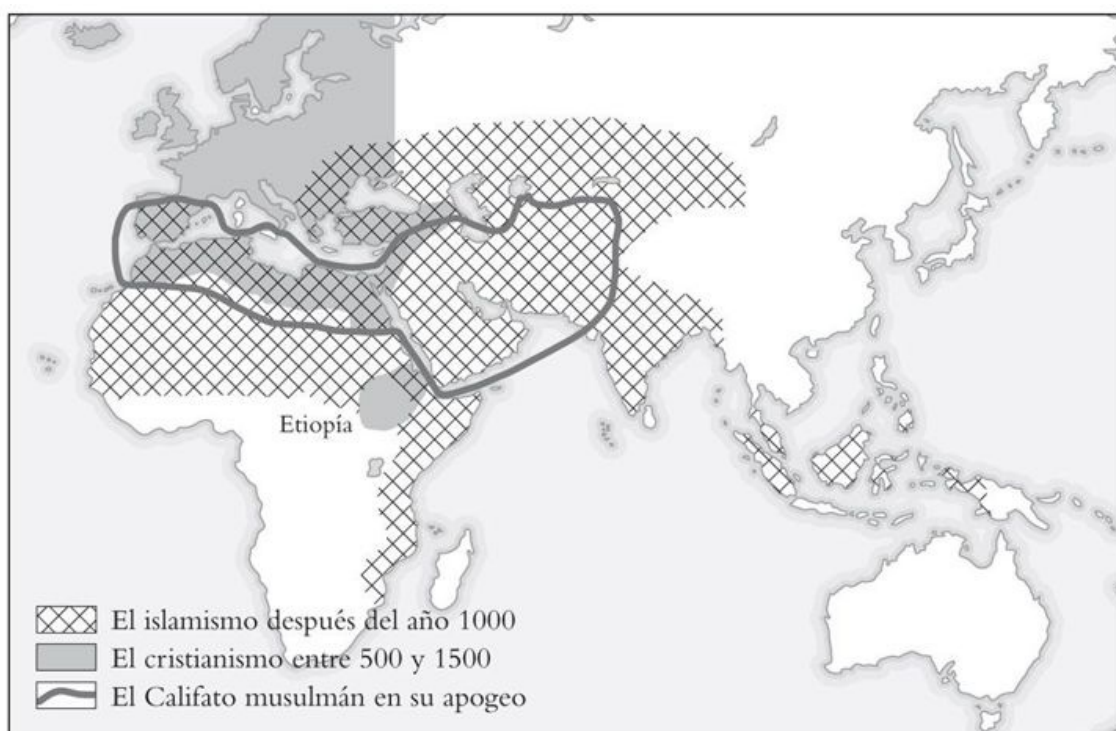 Etiopía
El islamismo después del año 1000
El cristianismo entre 500 y 1500
El Califato musulmán en su apogeo